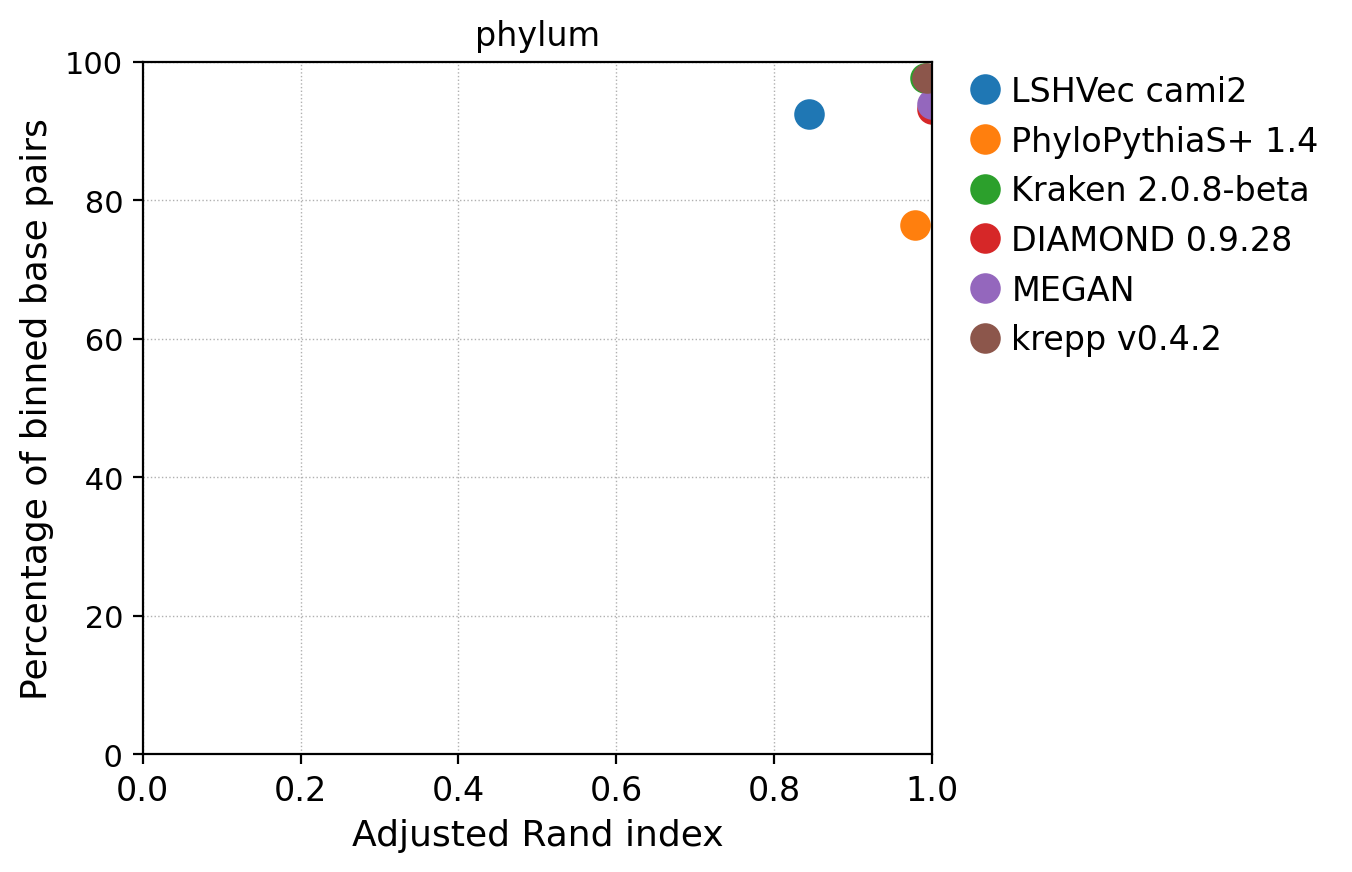 phylum
100
80
60
40
20
0
Percentage of binned base pairs
0.0 0.2 0.4 0.6 0.8 1.0
Adjusted Rand index
LSHVec cami2
PhyloPythiaS+ 1.4
Kraken 2.0.8-beta
DIAMOND 0.9.28
MEGAN
krepp v0.4.2